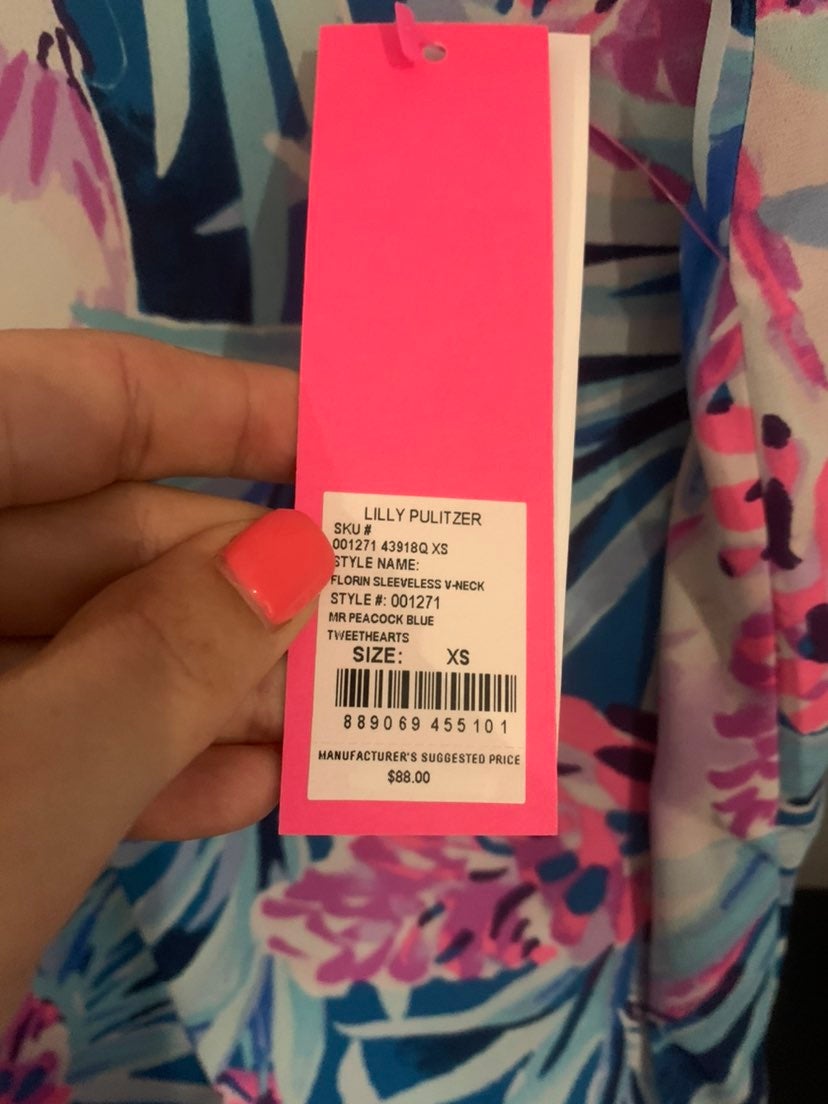 LILLY PULITZER
SKU #
001271 43918Q XS
STYLE NAME:
FLORIN SLEEVELESS V-NECK
STYLE #: 001271
MR PEACOCK BLUE
TWEETHEARTS
SIZE: XS
889069 455101
MANUFACTURER'S SUGGESTED PRICE
$88.00